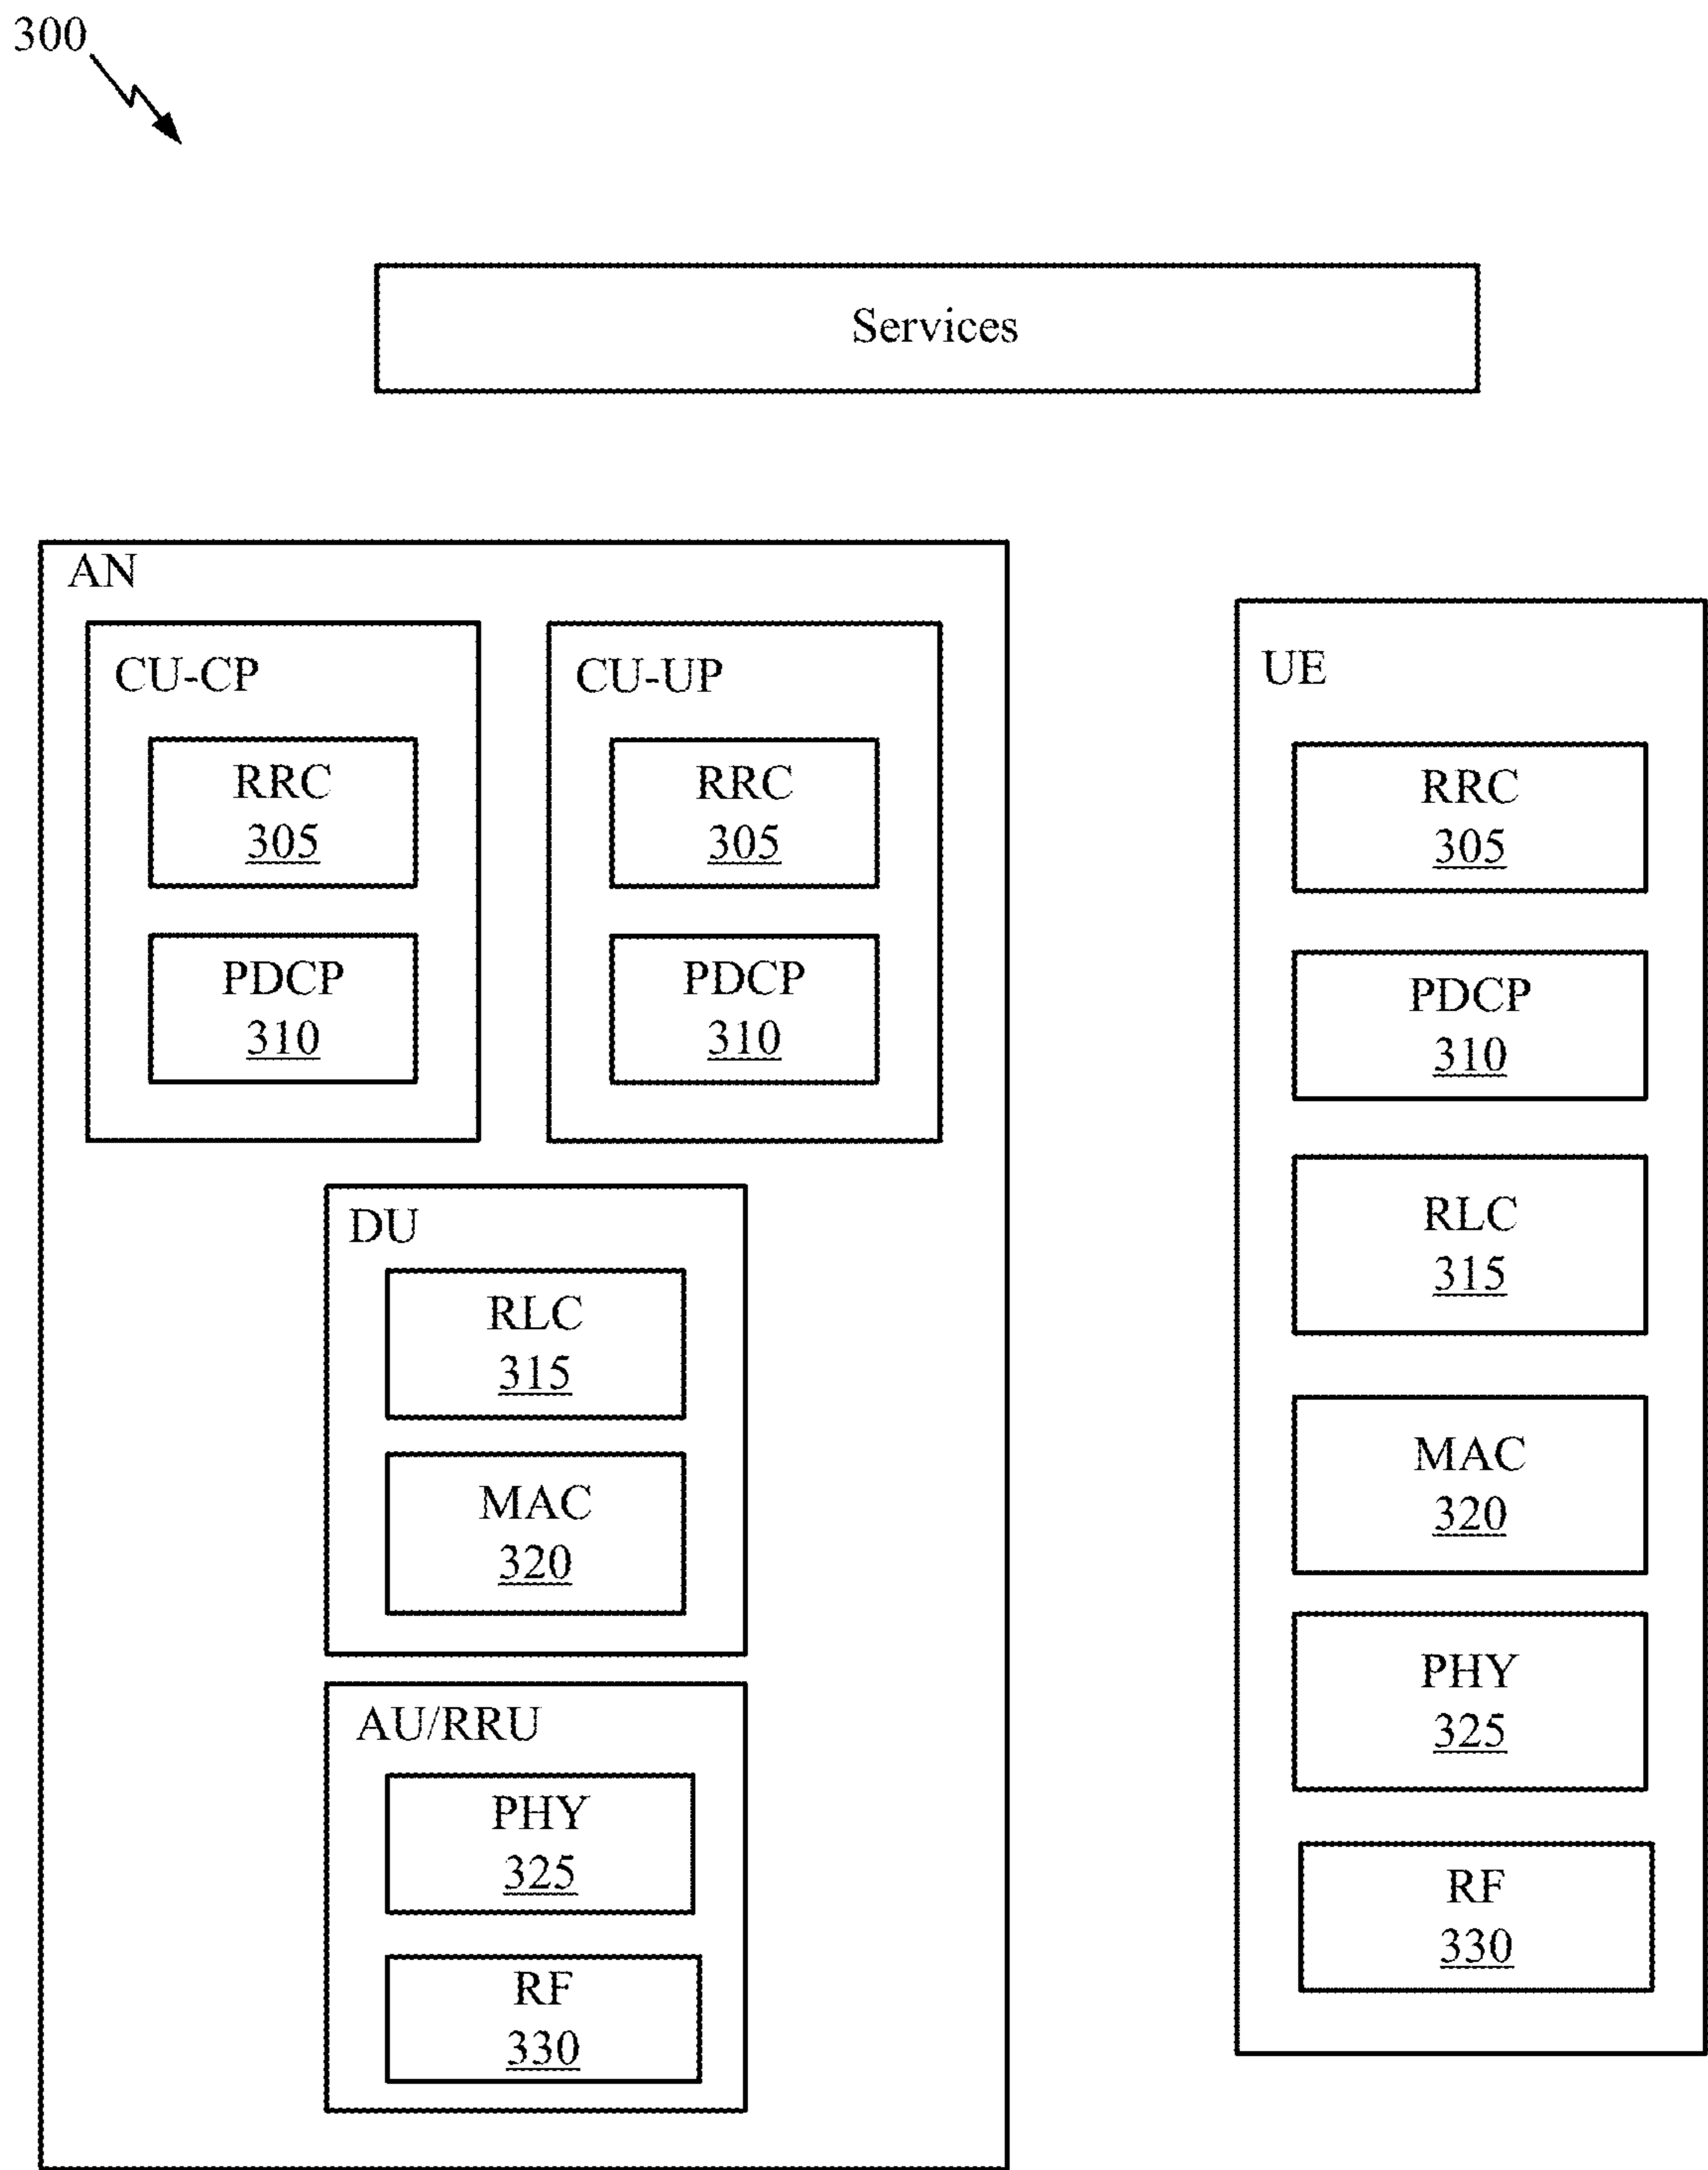 300
Services
AN
CU-CP
RRC
305
PDCP
310
CU-UP
RRC
305
PDCP
310
DU
RLC
315
MAC
320
AU/RRU
PHY
325
RF
330
UE
RRC
305
PDCP
310
RLC
315
MAC
320
PHY
325
RF
330